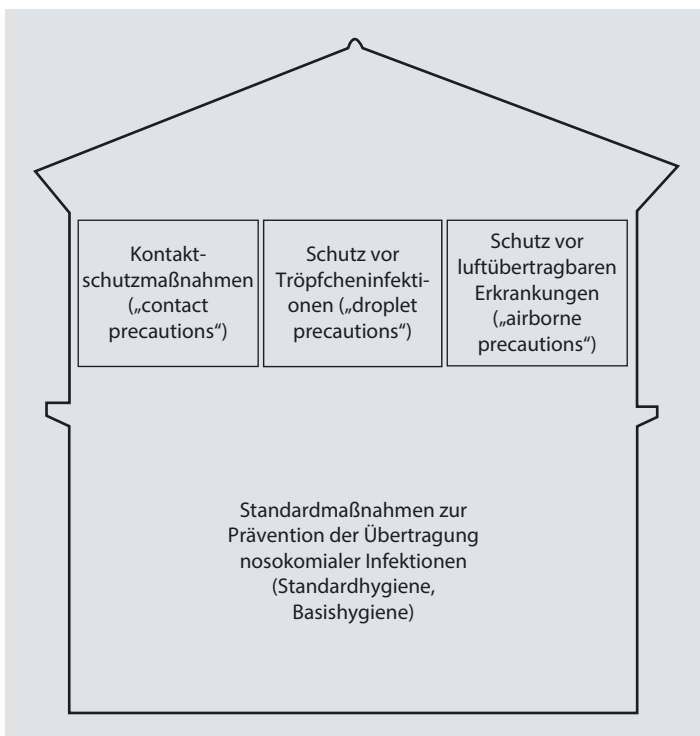 Kontakt-
schutzmaßnahmen
(„contact
precautions“)
Schutz vor
Tröpfcheninfekti-
onen („droplet
precautions“)
Schutz vor
luftübertragbaren
Erkrankungen
(„airborne
precautions“)
Standardmaßnahmen zur
Prävention der Übertragung
nosokomialer Infektionen
(Standardhygiene,
Basishygiene)